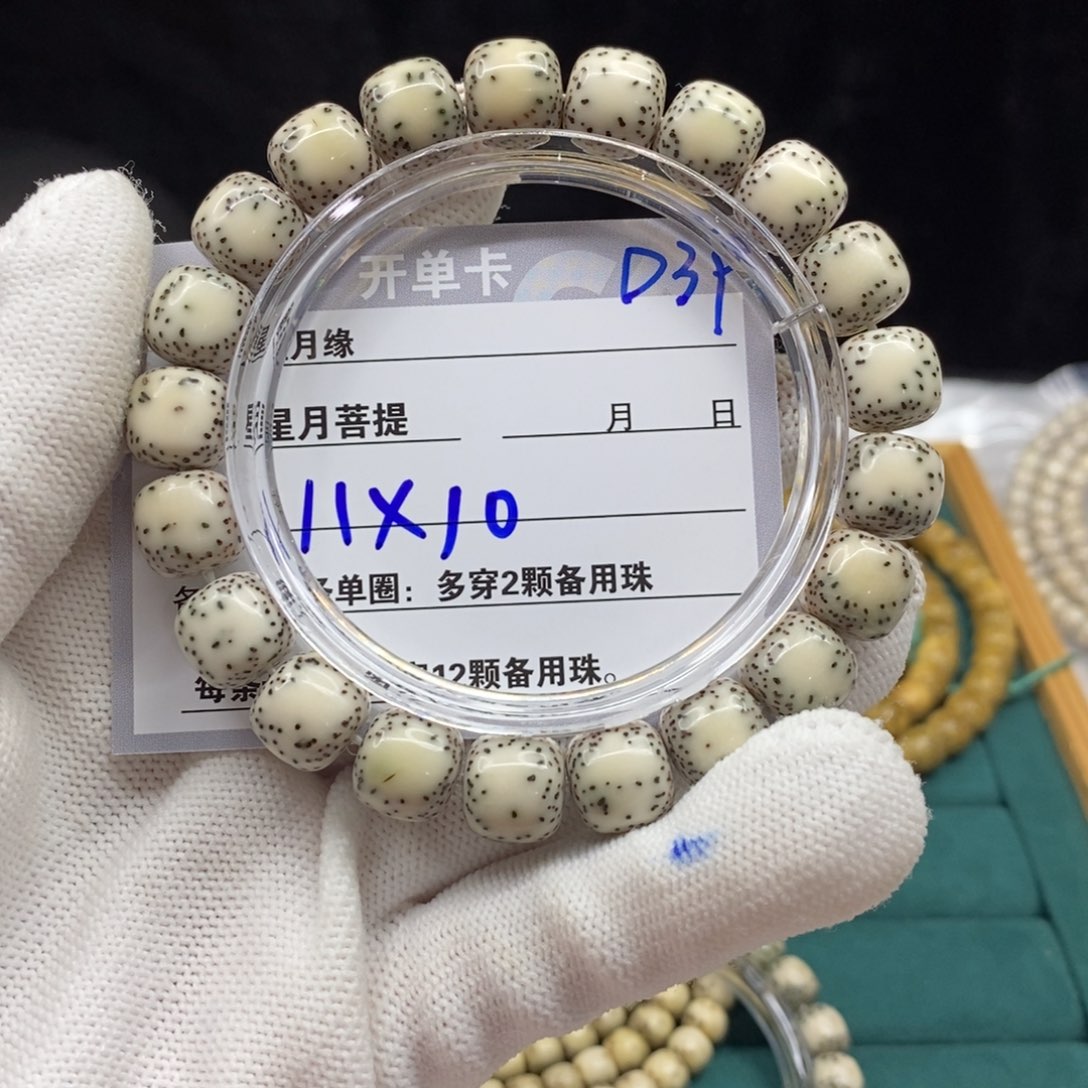 开单卡 D37
月缘
星月菩提 月 日
11X10
单圈：多穿2颗备用珠
每 12颗备用珠。